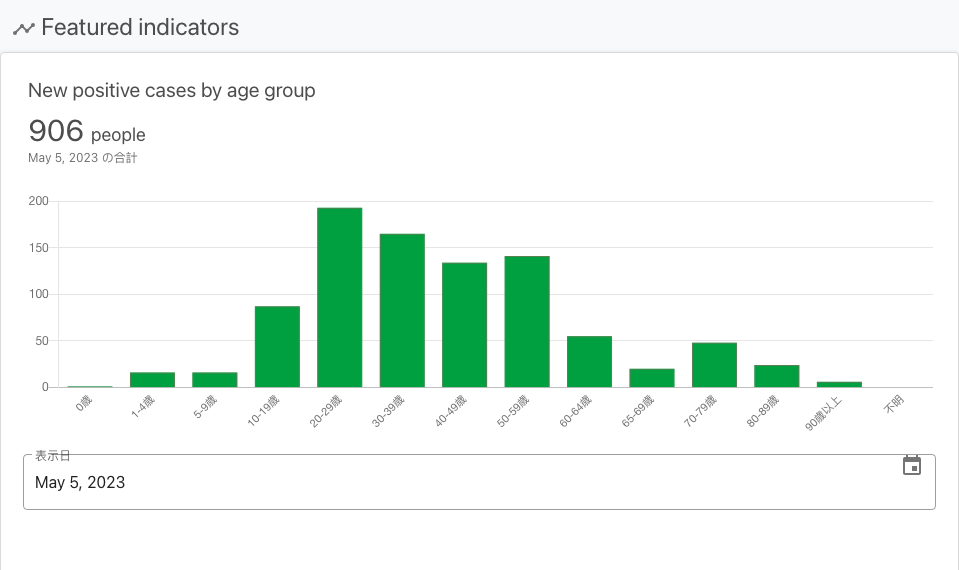 Featured indicators
New positive cases by age group
906 people
May 5, 2023 の合計
200
150
100
50
0
0歳
1-4歳
5-9歳
10-19歳
20-29歳
30-39歳
40-49歳
50-59歳
60-64歳
65-69歳
70-79歳
80-89歳
90歳以上
不明
表示日
May 5, 2023